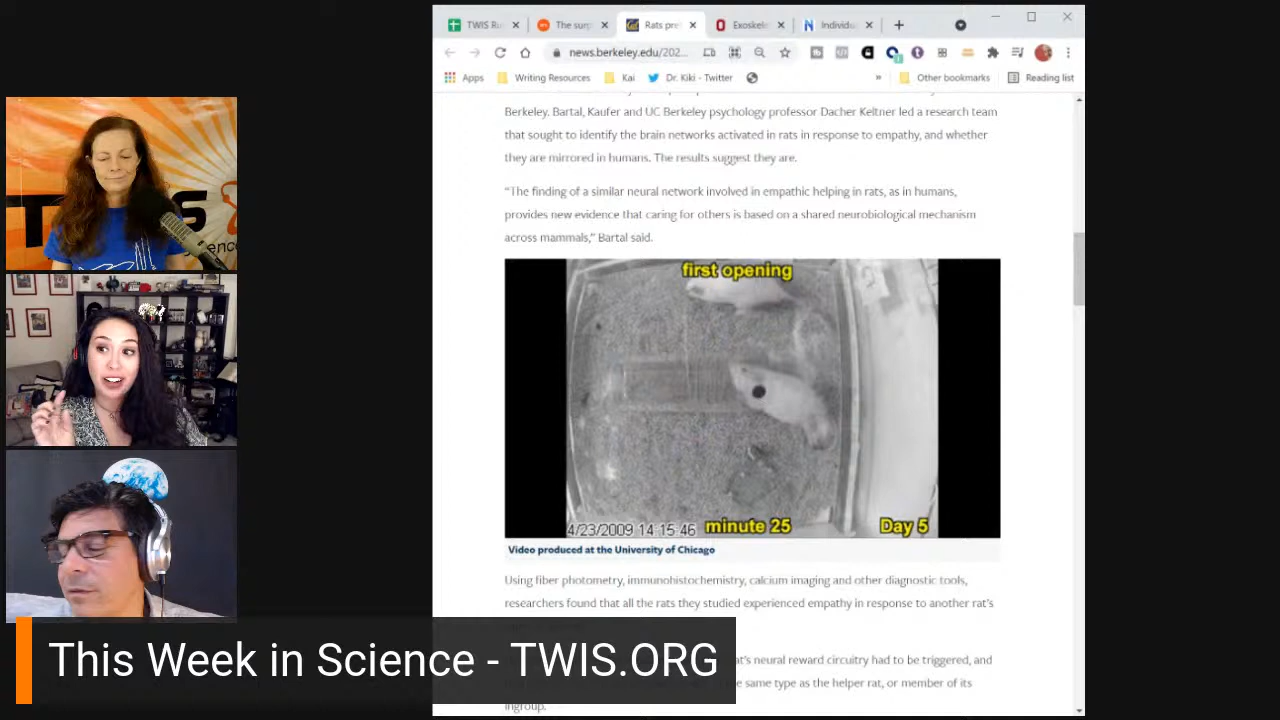 TWIS Ru
The surp
Rats pre
Exoskele
Individu
news.berkeley.edu/202...
Apps
Writing Resources
Kai
Dr. Kiki - Twitter
»
Other bookmarks
Reading list
Berkeley. Bartal, Kaufer and UC Berkeley psychology professor Dacher Keltner led a research team
that sought to identify the brain networks activated in rats in response to empathy, and whether
they are mirrored in humans. The results suggest they are.
“The finding of a similar neural network involved in empathic helping in rats, as in humans,
provides new evidence that caring for others is based on a shared neurobiological mechanism
across mammals,” Bartal said.
first opening
4/23/2009 14:15:46
minute 25
Day 5
Video produced at the University of Chicago
Using fiber photometry, immunohistochemistry, calcium imaging and other diagnostic tools,
researchers found that all the rats they studied experienced empathy in response to another rat’s
This Week in Science - TWIS.ORG
at’s neural reward circuitry had to be triggered, and
e same type as the helper rat, or member of its
ingroup.